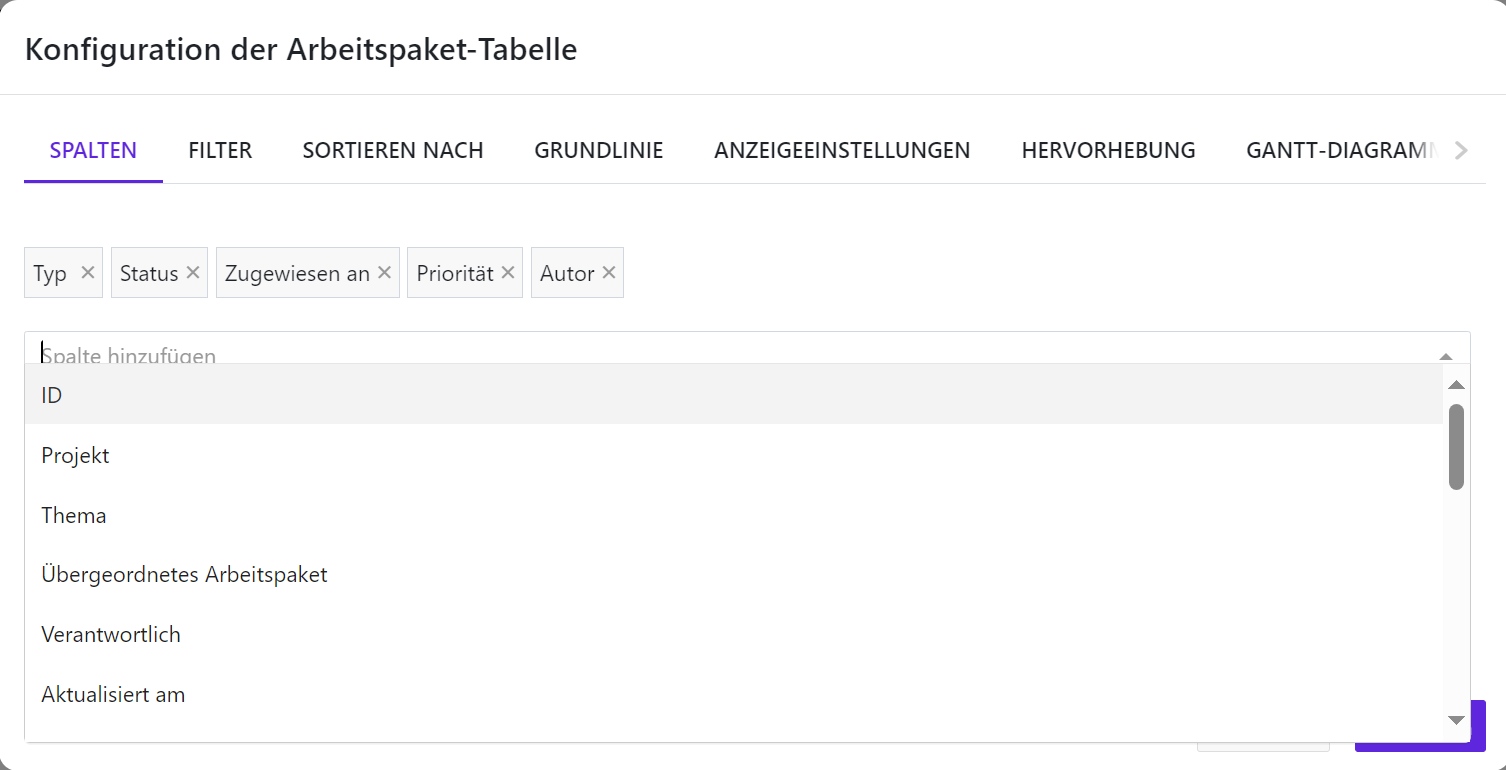 Konfiguration der Arbeitspaket-Tabelle
SPALTEN FILTER SORTIEREN NACH GRUNDLINIE ANZEIGEEINSTELLUNGEN HERVORHEBUNG GANTT-DIAGRAMM
Typ × Status × Zugewiesen an × Priorität × Autor ×
Spalte hinzufügen
ID
Projekt
Thema
Übergeordnetes Arbeitspaket
Verantwortlich
Aktualisiert am